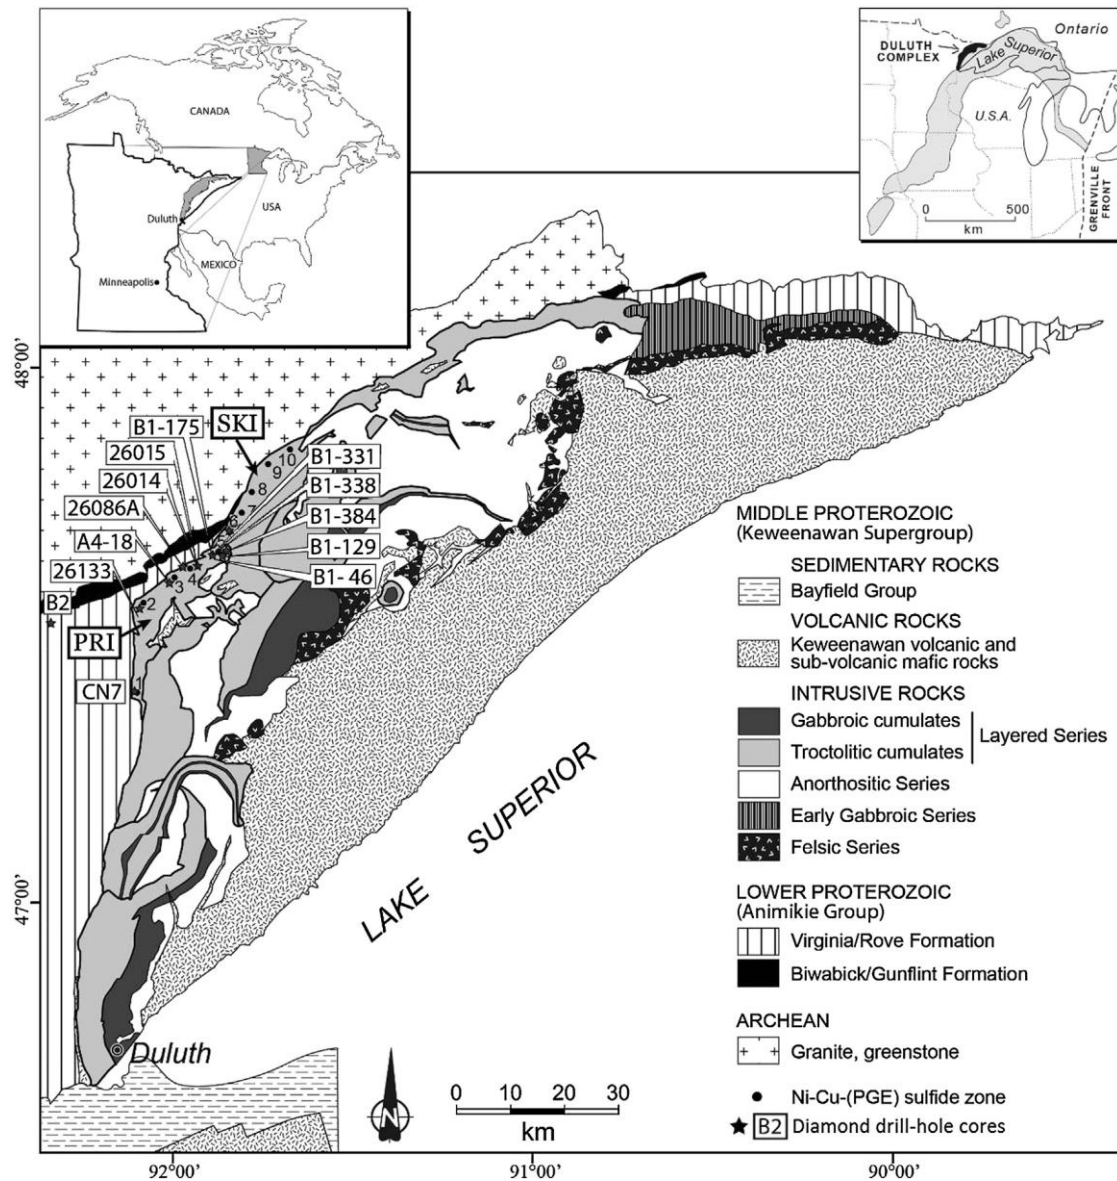 CANADA
USA
MEXICO
Duluth
Minneapolis
Ontario
DULUTH
COMPLEX
Lake Superior
U.S.A.
0 500
km
GRENVILLE
FRONT
48°00'
47°00'
B1-175
SKI
26015
26014
26086A
A4-18
26133
B2
PRI
CN7
B1-331
B1-338
B1-384
B1-129
B1- 46
10
9
8
7
6
4
3
2
1
LAKE SUPERIOR
Duluth
N
0 10 20 30
km
92°00'
91°00'
90°00'
MIDDLE PROTEROZOIC
(Keweenawan Supergroup)
SEDIMENTARY ROCKS
Bayfield Group
VOLCANIC ROCKS
Keweenawan volcanic and
sub-volcanic mafic rocks
INTRUSIVE ROCKS
Gabbroic cumulates
Troctolitic cumulates
Layered Series
Anorthositic Series
Early Gabbroic Series
Felsic Series
LOWER PROTEROZOIC
(Animikie Group)
Virginia/Rove Formation
Biwabick/Gunflint Formation
ARCHEAN
Granite, greenstone
Ni-Cu-(PGE) sulfide zone
B2 Diamond drill-hole cores